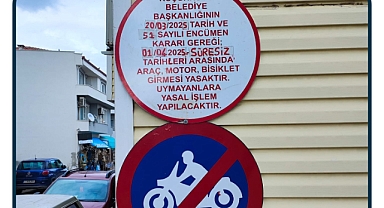 BELEDİYE
BAŞKANLIĞININ
20/03/2025 TARİH VE
51 SAYILI ENCÜMEN
KARARI GEREĞİ;
01/04/2025-SÜRESİZ
TARİHLERİ ARASINDA
ARAÇ, MOTOR, BİSİKLET
GİRMESİ YASAKTIR.
UYMAYANLARA
YASAL İŞLEM
YAPILACAKTIR.